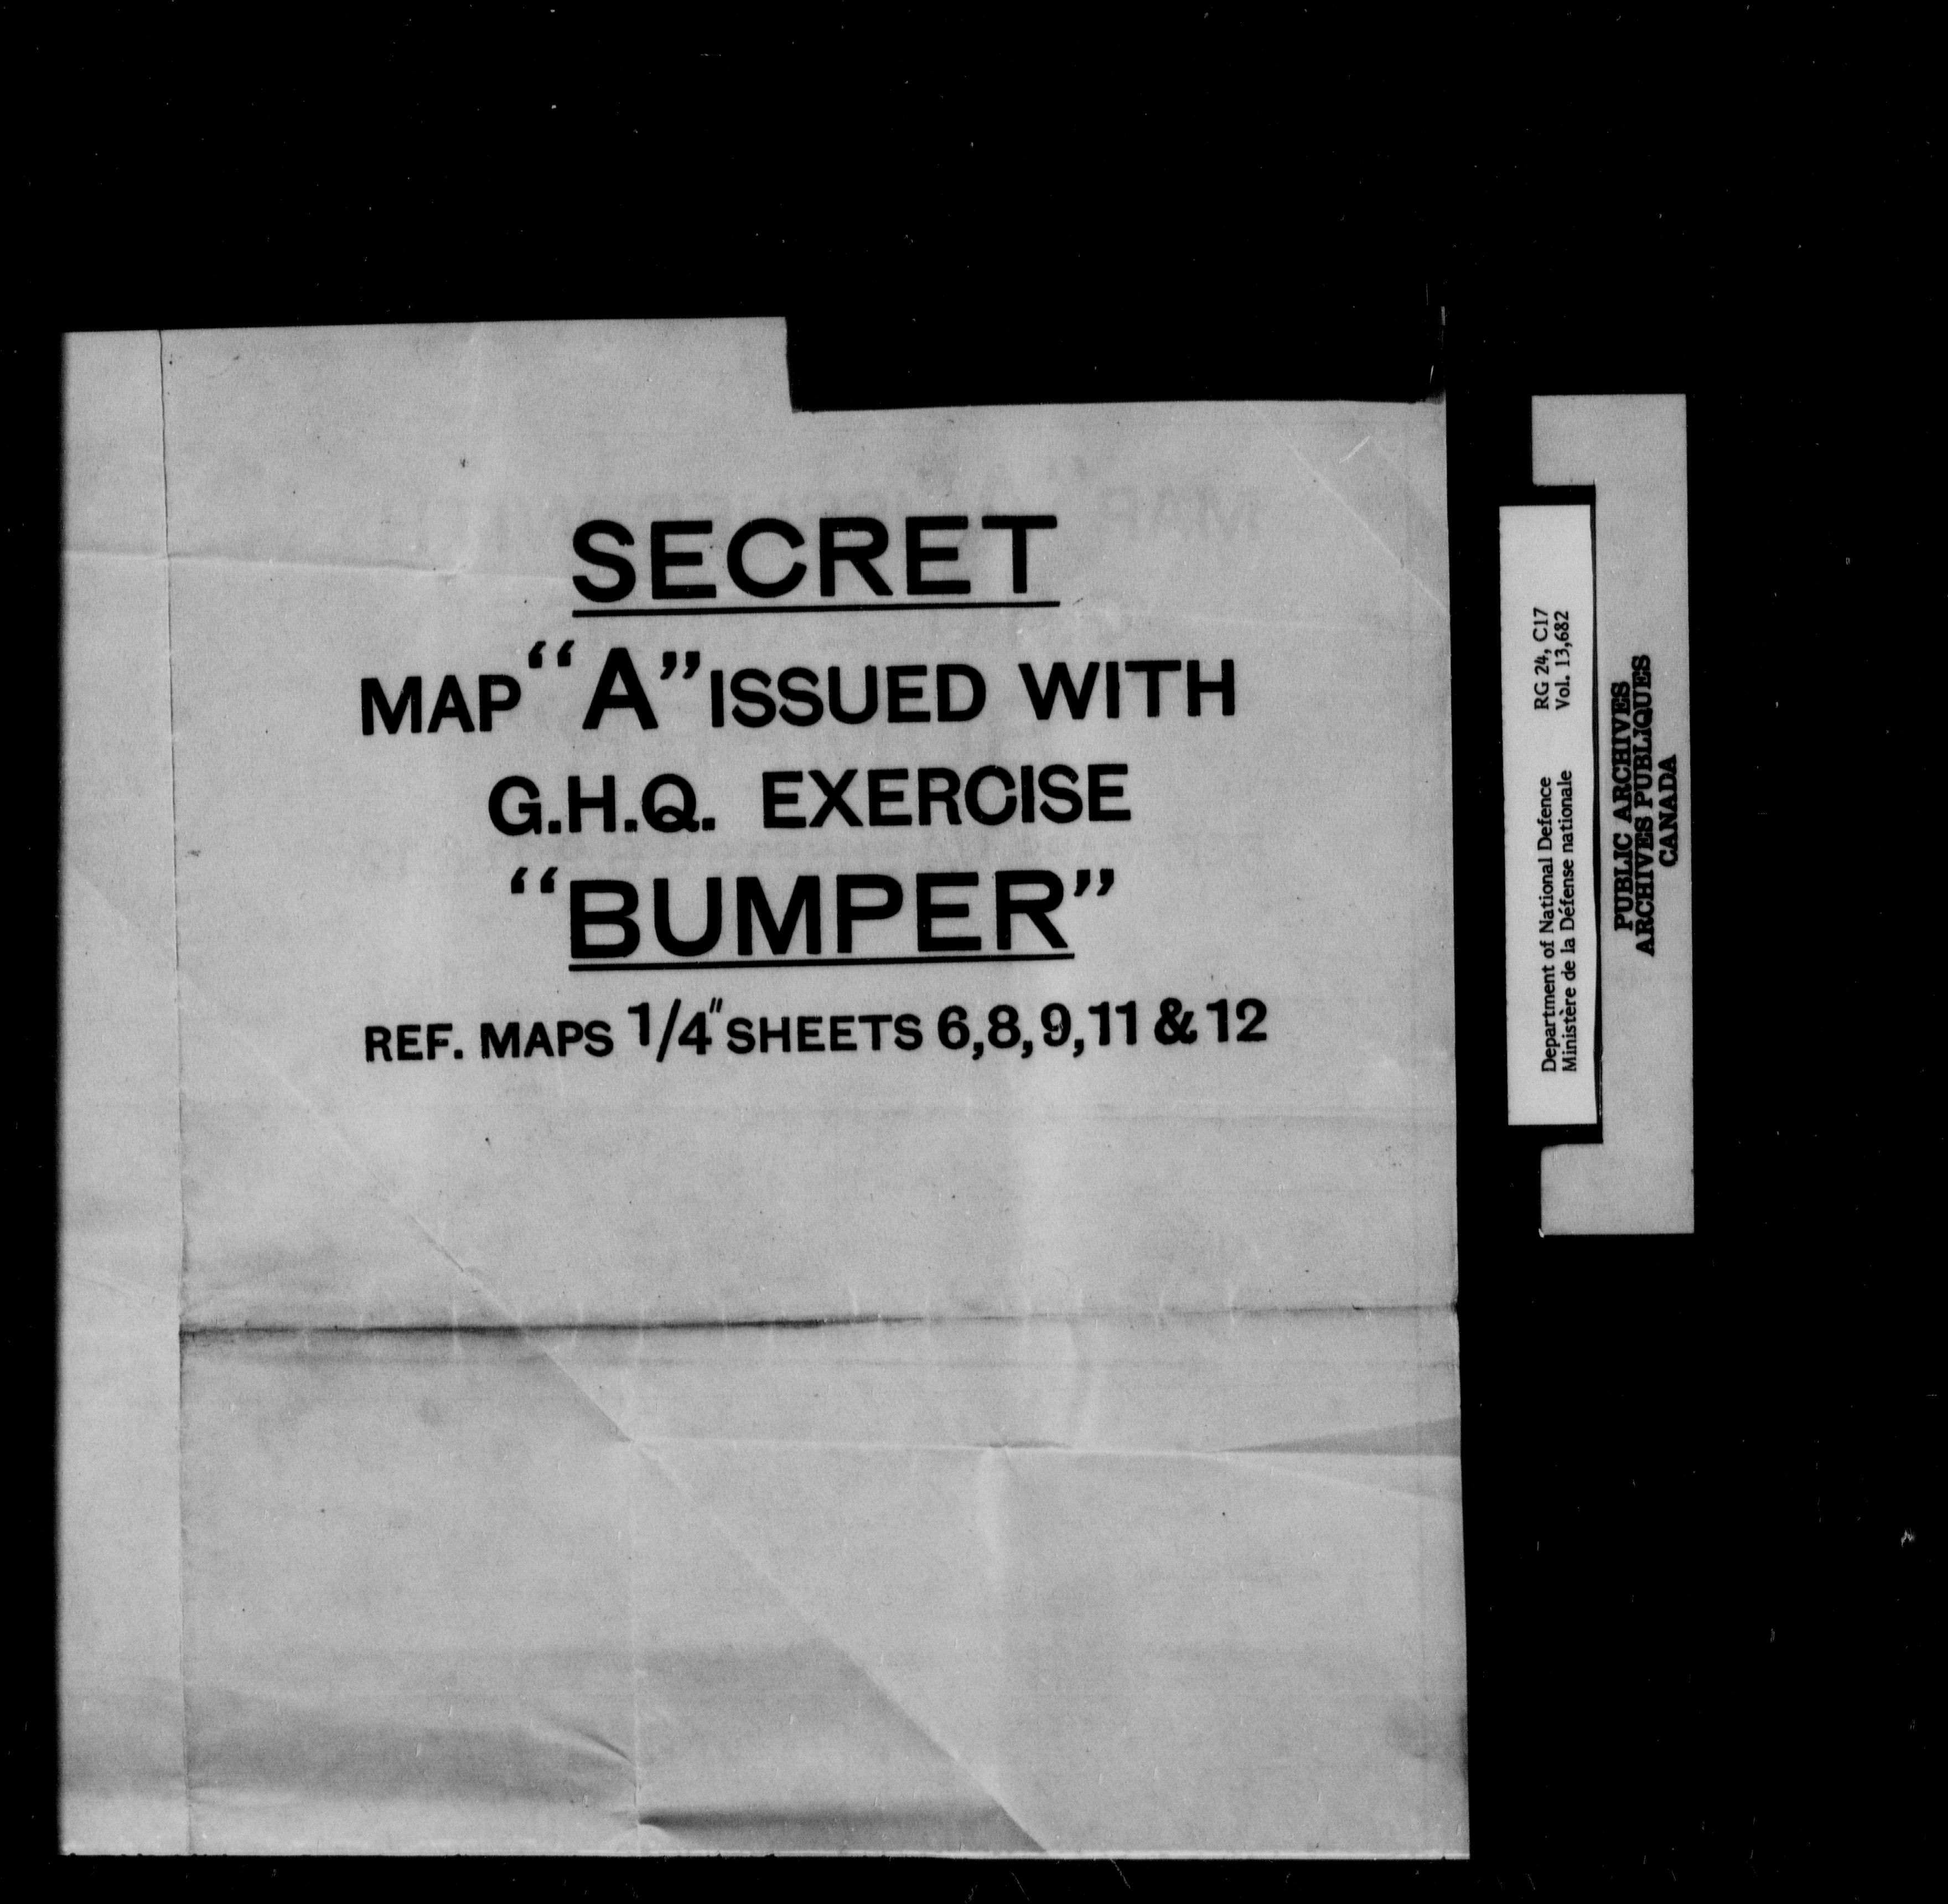 SECRET
MAP “A” ISSUED WITH
G.H.Q. EXERCISE
“BUMPER”
REF. MAPS 1/4" SHEETS 6,8,9,11 & 12
Department of National Defence RG 24, C17
Ministère de la Défense nationale Vol. 13,682
PUBLIC ARCHIVES
ARCHIVES PUBLIQUES
CANADA